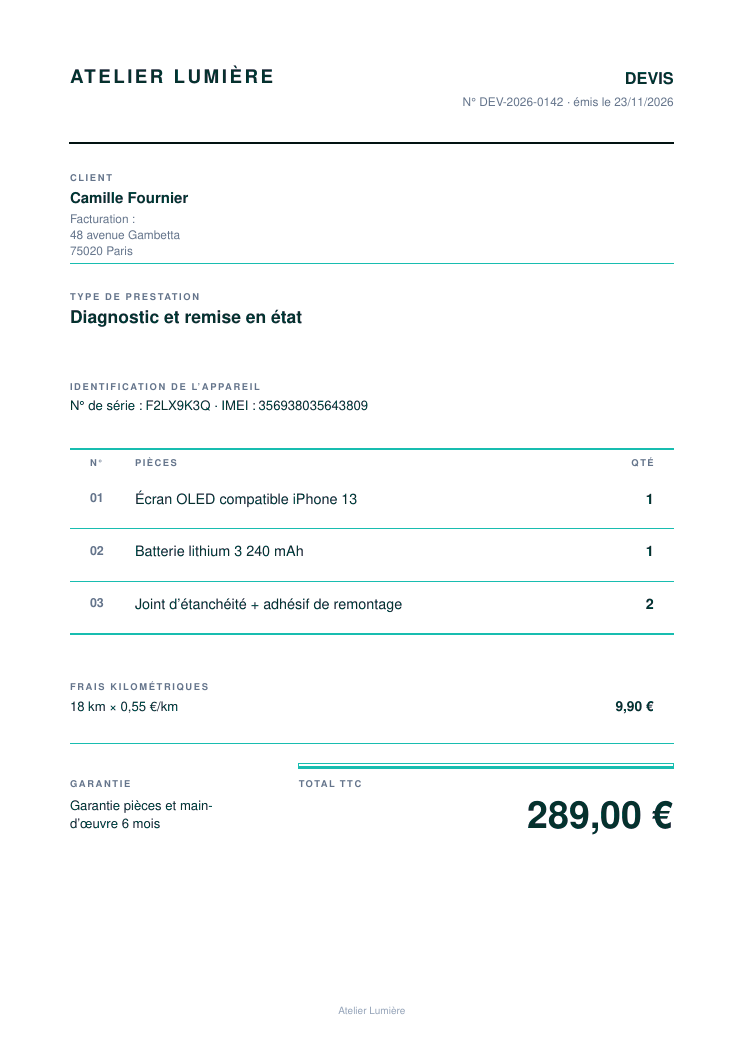 ATELIER LUMIÈRE
DEVIS
N° DEV-2026-0142 · émis le 23/11/2026
CLIENT
Camille Fournier
Facturation :
48 avenue Gambetta
75020 Paris
TYPE DE PRESTATION
Diagnostic et remise en état
IDENTIFICATION DE L’APPAREIL
N° de série : F2LX9K3Q · IMEI : 356938035643809
N° PIÈCES QTÉ
01 Écran OLED compatible iPhone 13 1
02 Batterie lithium 3 240 mAh 1
03 Joint d’étanchéité + adhésif de remontage 2
FRAIS KILOMÉTRIQUES
18 km × 0,55 €/km 9,90 €
GARANTIE
Garantie pièces et main-
d’œuvre 6 mois
TOTAL TTC
289,00 €
Atelier Lumière